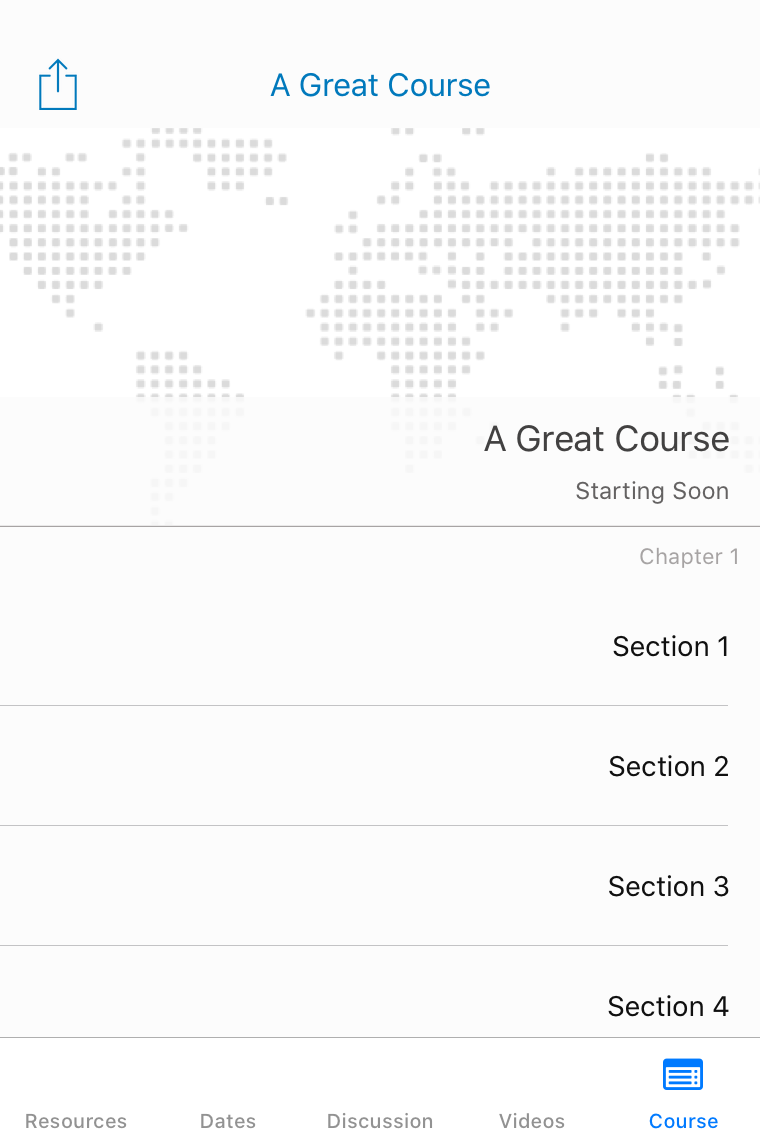 A Great Course
A Great Course
Starting Soon
Chapter 1
Section 1
Section 2
Section 3
Section 4
Resources Dates Discussion Videos Course